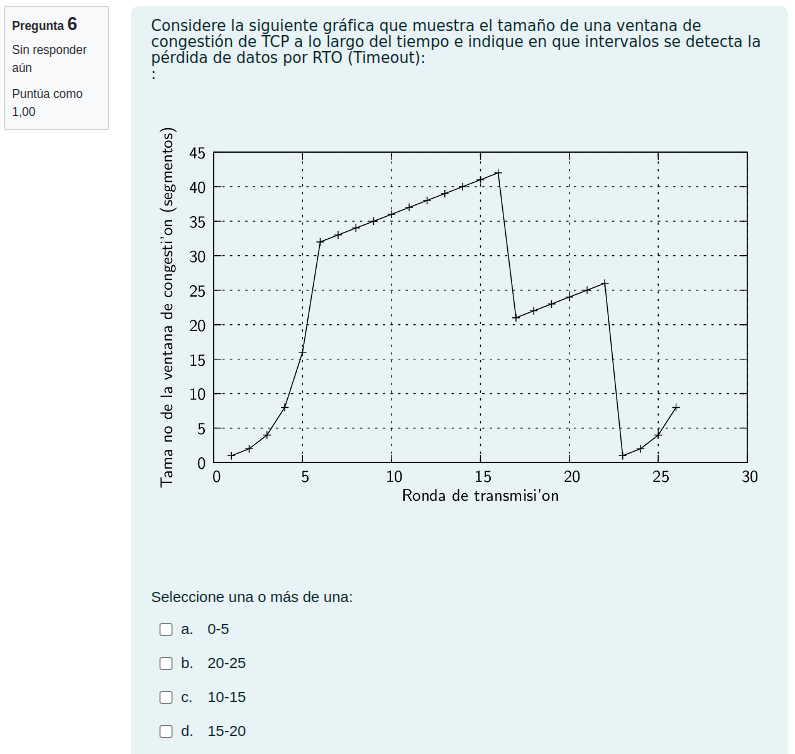 Pregunta 6
Sin responder
aún
Puntúa como
1,00
Considere la siguiente gráfica que muestra el tamaño de una ventana de
congestión de TCP a lo largo del tiempo e indique en que intervalos se detecta la
pérdida de datos por RTO (Timeout):
:
Tama no de la ventana de congesti'on (segmentos)
45
40
35
30
25
20
15
10
5
0
0 5 10 15 20 25 30
Ronda de transmisi'on
Seleccione una o más de una:
a. 0-5
b. 20-25
c. 10-15
d. 15-20